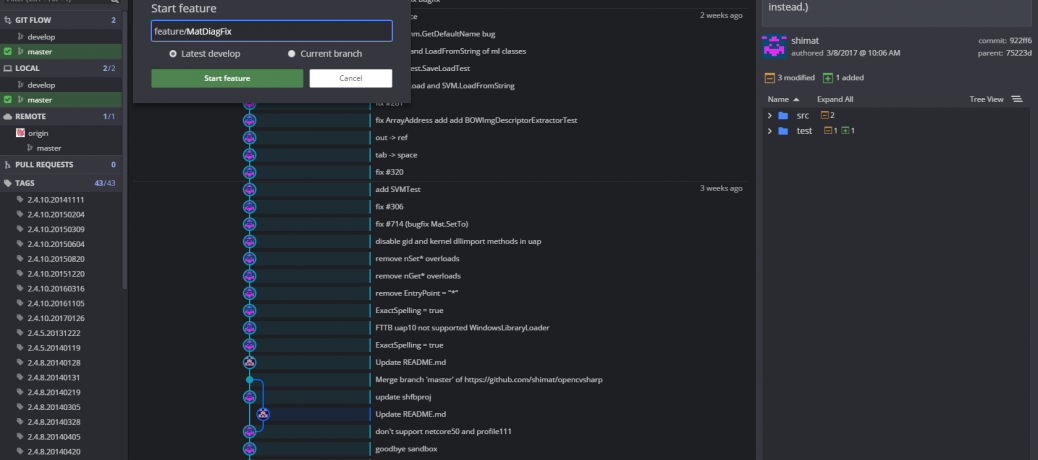 GIT FLOW 2
develop
master
LOCAL 2/2
develop
master
REMOTE 1/1
origin
master
PULL REQUESTS 0
TAGS 43/43
2.4.10.20141111
2.4.10.20150204
2.4.10.20150309
2.4.10.20150604
2.4.10.20150820
2.4.10.20151220
2.4.10.20160316
2.4.10.20161105
2.4.10.20170126
2.4.5.20131222
2.4.5.20140119
2.4.8.20140128
2.4.8.20140131
2.4.8.20140219
2.4.8.20140305
2.4.8.20140328
2.4.8.20140405
2.4.8.20140420
Start feature
feature/MatDiagFix
Latest develop
Current branch
Start feature
Cancel
2 weeks ago
hm.GetDefaultName bug
and LoadFromString of ml classes
est.SaveLoadTest
oad and SVM.LoadFromString
fix #281
fix ArrayAddress add add BOWImgDescriptorExtractorTest
out -> ref
tab -> space
fix #320
add SVMTest 3 weeks ago
fix #306
fix #714 (bugfix Mat.SetTo)
disable gid and kernel dllimport methods in uap
remove nSet* overloads
remove nGet* overloads
remove EntryPoint = "*"
ExactSpelling = true
FTTB uap10 not supported WindowsLibraryLoader
ExactSpelling = true
Update README.md
Merge branch 'master' of https://github.com/shimat/opencvsharp
update shfbproj
Update README.md
don't support netcore50 and profile111
goodbye sandbox
instead.)
shimat
authored 3/8/2017 @ 10:06 AM
commit: 922ff6
parent: 75223d
3 modified 1 added
Name Expand All Tree View
src 2
test 1 1